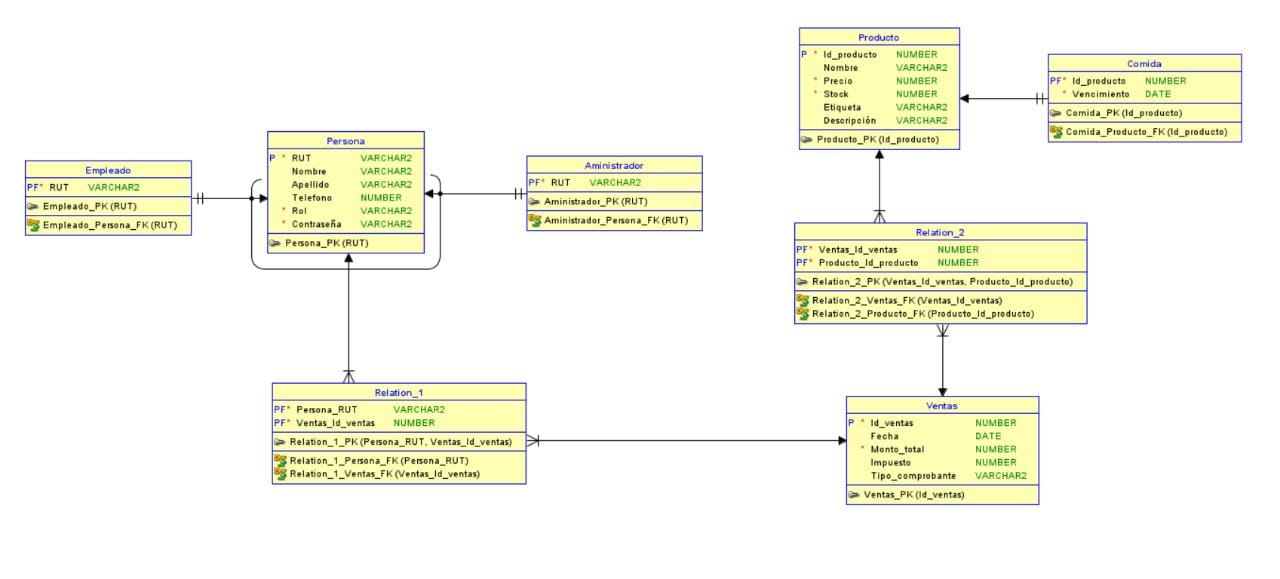 Producto
P * Id_producto NUMBER
Nombre VARCHAR2
* Precio NUMBER
* Stock NUMBER
Etiqueta VARCHAR2
Descripción VARCHAR2
Producto_PK (Id_producto)
Comida
PF* Id_producto NUMBER
* Vencimiento DATE
Comida_PK (Id_producto)
Comida_Producto_FK (Id_producto)
Persona
P * RUT VARCHAR2
Nombre VARCHAR2
Apellido VARCHAR2
Telefono NUMBER
* Rol VARCHAR2
* Contraseña VARCHAR2
Persona_PK (RUT)
Empleado
PF* RUT VARCHAR2
Empleado_PK (RUT)
Empleado_Persona_FK (RUT)
Aministrador
PF* RUT VARCHAR2
Aministrador_PK (RUT)
Aministrador_Persona_FK (RUT)
Relation_2
PF* Ventas_Id_ventas NUMBER
PF* Producto_Id_producto NUMBER
Relation_2_PK (Ventas_Id_ventas, Producto_Id_producto)
Relation_2_Ventas_FK (Ventas_Id_ventas)
Relation_2_Producto_FK (Producto_Id_producto)
Relation_1
PF* Persona_RUT VARCHAR2
PF* Ventas_Id_ventas NUMBER
Relation_1_PK (Persona_RUT, Ventas_Id_ventas)
Relation_1_Persona_FK (Persona_RUT)
Relation_1_Ventas_FK (Ventas_Id_ventas)
Ventas
P * Id_ventas NUMBER
Fecha DATE
* Monto_total NUMBER
Impuesto NUMBER
Tipo_comprobante VARCHAR2
Ventas_PK (Id_ventas)